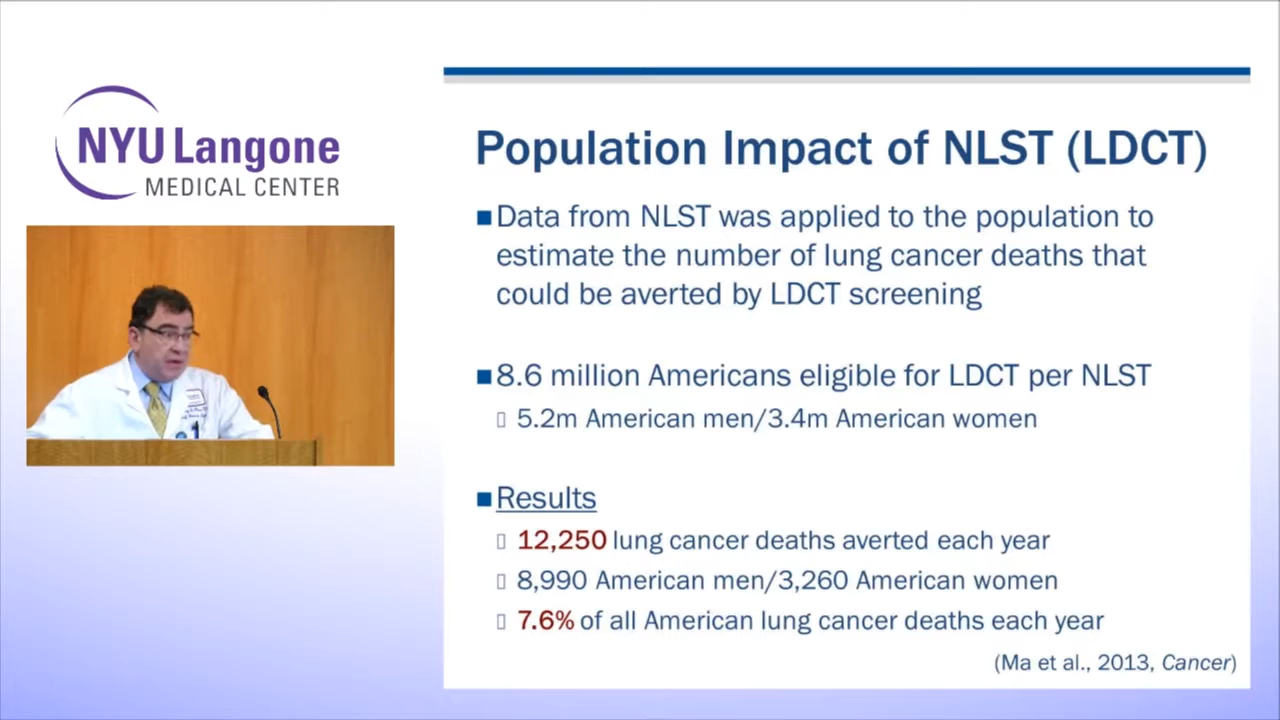 NYU Langone
MEDICAL CENTER
Population Impact of NLST (LDCT)
Data from NLST was applied to the population to
estimate the number of lung cancer deaths that
could be averted by LDCT screening
8.6 million Americans eligible for LDCT per NLST
5.2m American men/3.4m American women
Results
12,250 lung cancer deaths averted each year
8,990 American men/3,260 American women
7.6% of all American lung cancer deaths each year
(Ma et al., 2013, Cancer)